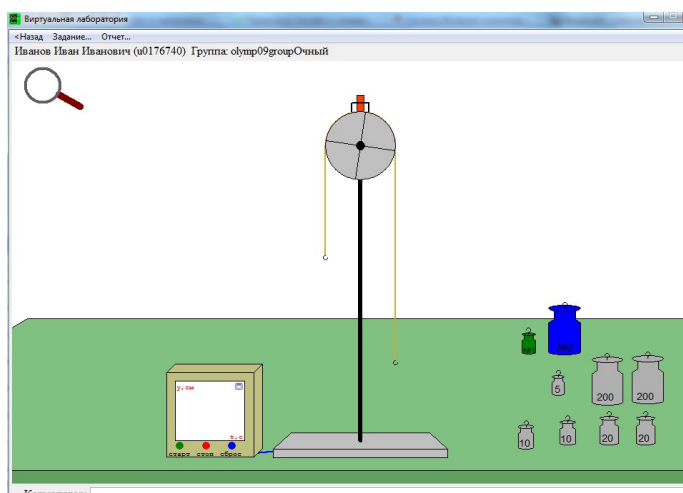 Виртуальная лаборатория
<Назад Задание... Отчет...
Иванов Иван Иванович (u0176740) Группа: olymp09groupОчный
№2
5
200 200
10 10 20 20
y, см
t, с
старт стоп сброс